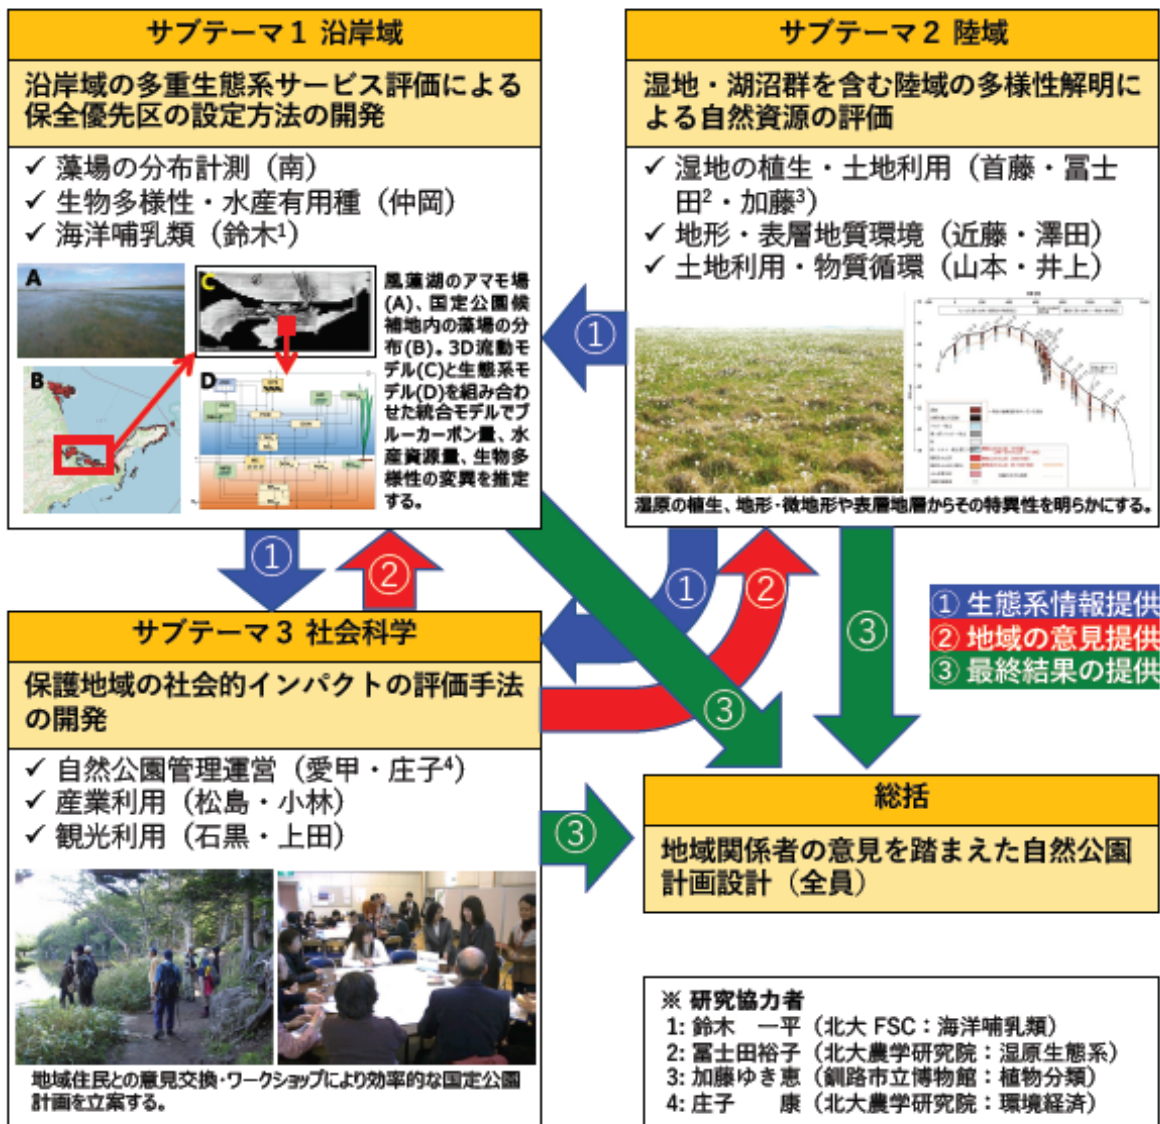 サブテーマ1 沿岸域
沿岸域の多重生態系サービス評価による
保全優先区の設定方法の開発
✓ 藻場の分布計測（南）
✓ 生物多様性・水産有用種（仲岡）
✓ 海洋哺乳類（鈴木¹）
A
C
B
D
風蓮湖のアマモ場
(A)、国定公園候
補地内の藻場の分
布(B)。3D流動モ
デル(C)と生態系モ
デル(D)を組み合わ
せた統合モデルでブ
ルーカーボン量、水
産資源量、生物多
様性の変異を推定
する。
サブテーマ2 陸域
湿地・湖沼群を含む陸域の多様性解明に
よる自然資源の評価
✓ 湿地の植生・土地利用（首藤・冨士
田²・加藤³）
✓ 地形・表層地質環境（近藤・澤田）
✓ 土地利用・物質循環（山本・井上）
湿原の植生、地形・微地形や表層地層からその特異性を明らかにする。
①
①
②
①
②
③
③
③
① 生態系情報提供
② 地域の意見提供
③ 最終結果の提供
サブテーマ3 社会科学
保護地域の社会的インパクトの評価手法
の開発
✓ 自然公園管理運営（愛甲・庄子⁴）
✓ 産業利用（松島・小林）
✓ 観光利用（石黒・上田）
地域住民との意見交換・ワークショップにより効率的な国定公園
計画を立案する。
総括
地域関係者の意見を踏まえた自然公園
計画設計（全員）
※ 研究協力者
1: 鈴木　一平（北大 FSC：海洋哺乳類）
2: 冨士田裕子（北大農学研究院：湿原生態系）
3: 加藤ゆき恵（釧路市立博物館：植物分類）
4: 庄子　　康（北大農学研究院：環境経済）